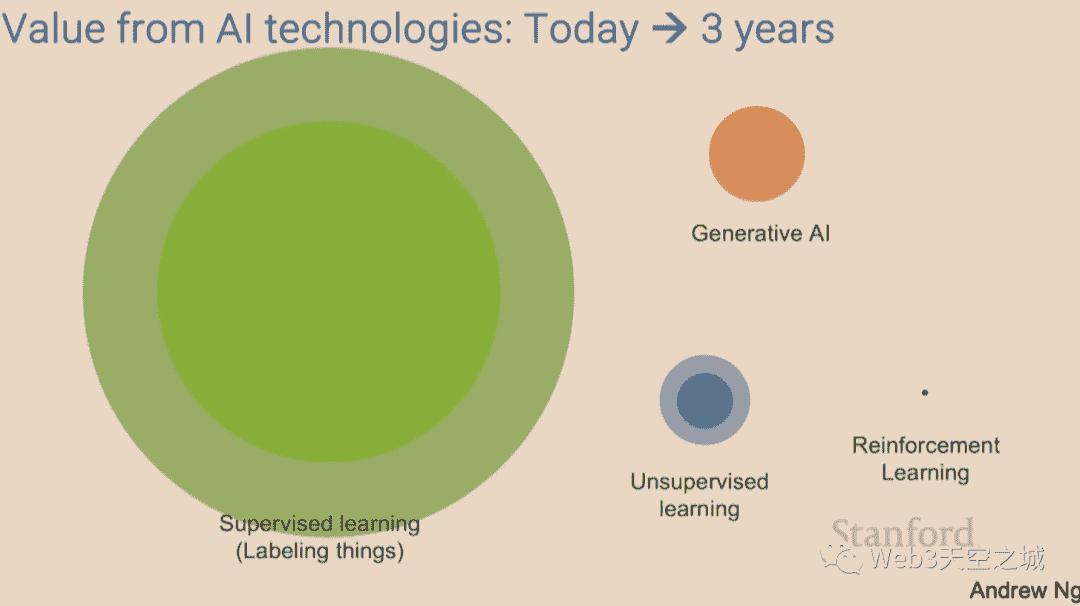 Value from AI technologies: Today → 3 years
Generative AI
Reinforcement
Learning
Unsupervised
learning
Supervised learning
(Labeling things)
Stanford
Web3天空之城
Andrew Ng